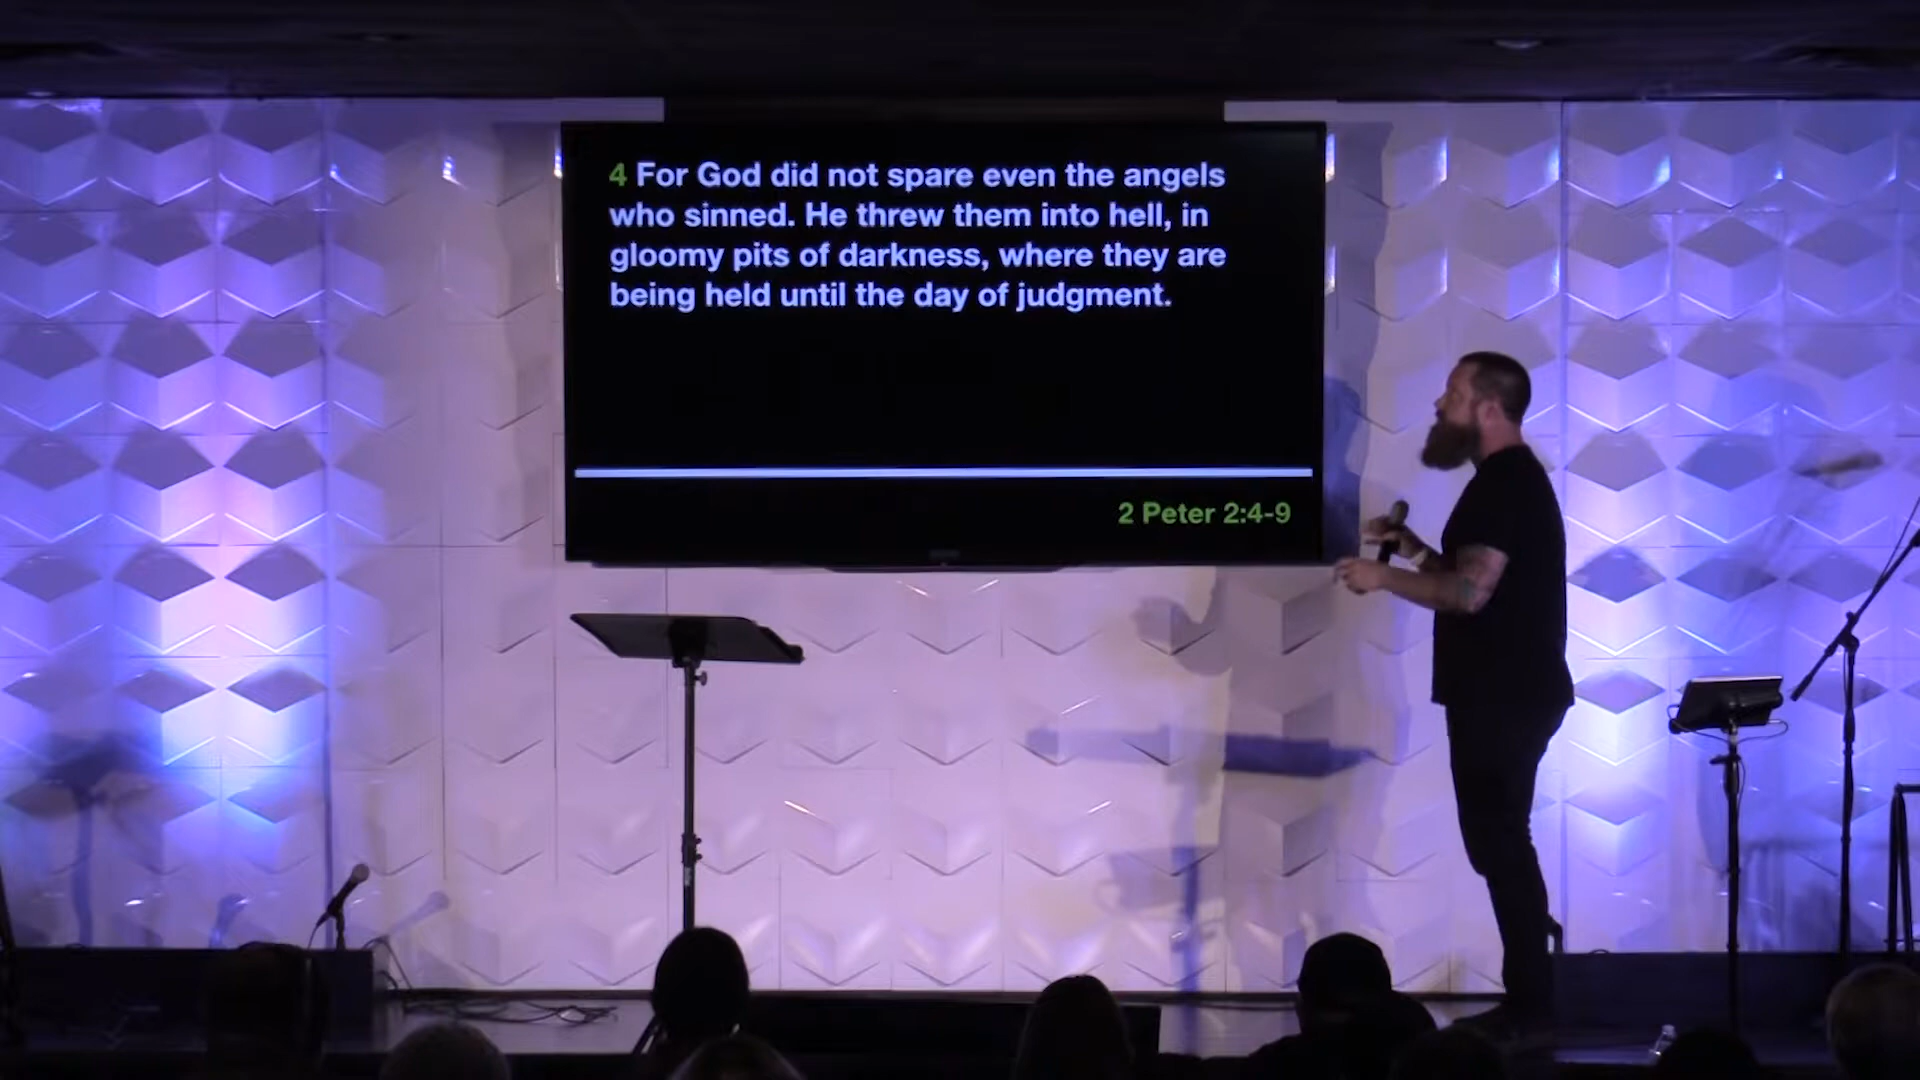 4 For God did not spare even the angels
who sinned. He threw them into hell, in
gloomy pits of darkness, where they are
being held until the day of judgment.
2 Peter 2:4-9